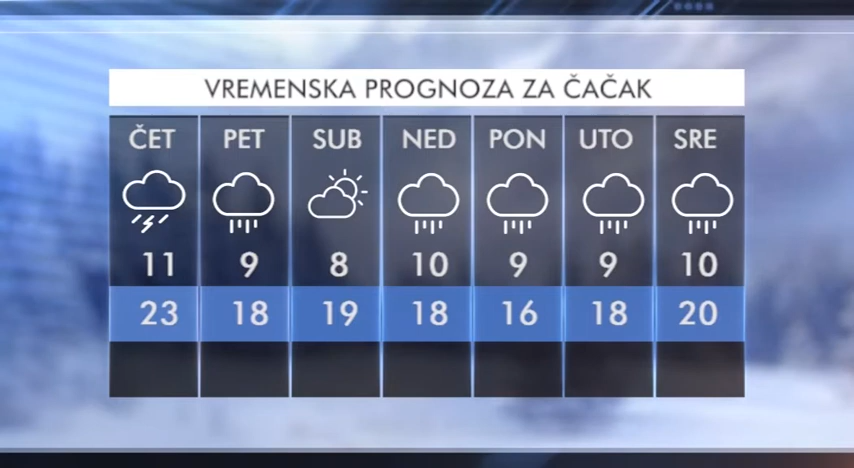 VREMENSKA PROGNOZA ZA ČAČAK
ČET PET SUB NED PON UTO SRE
11 9 8 10 9 9 10
23 18 19 18 16 18 20